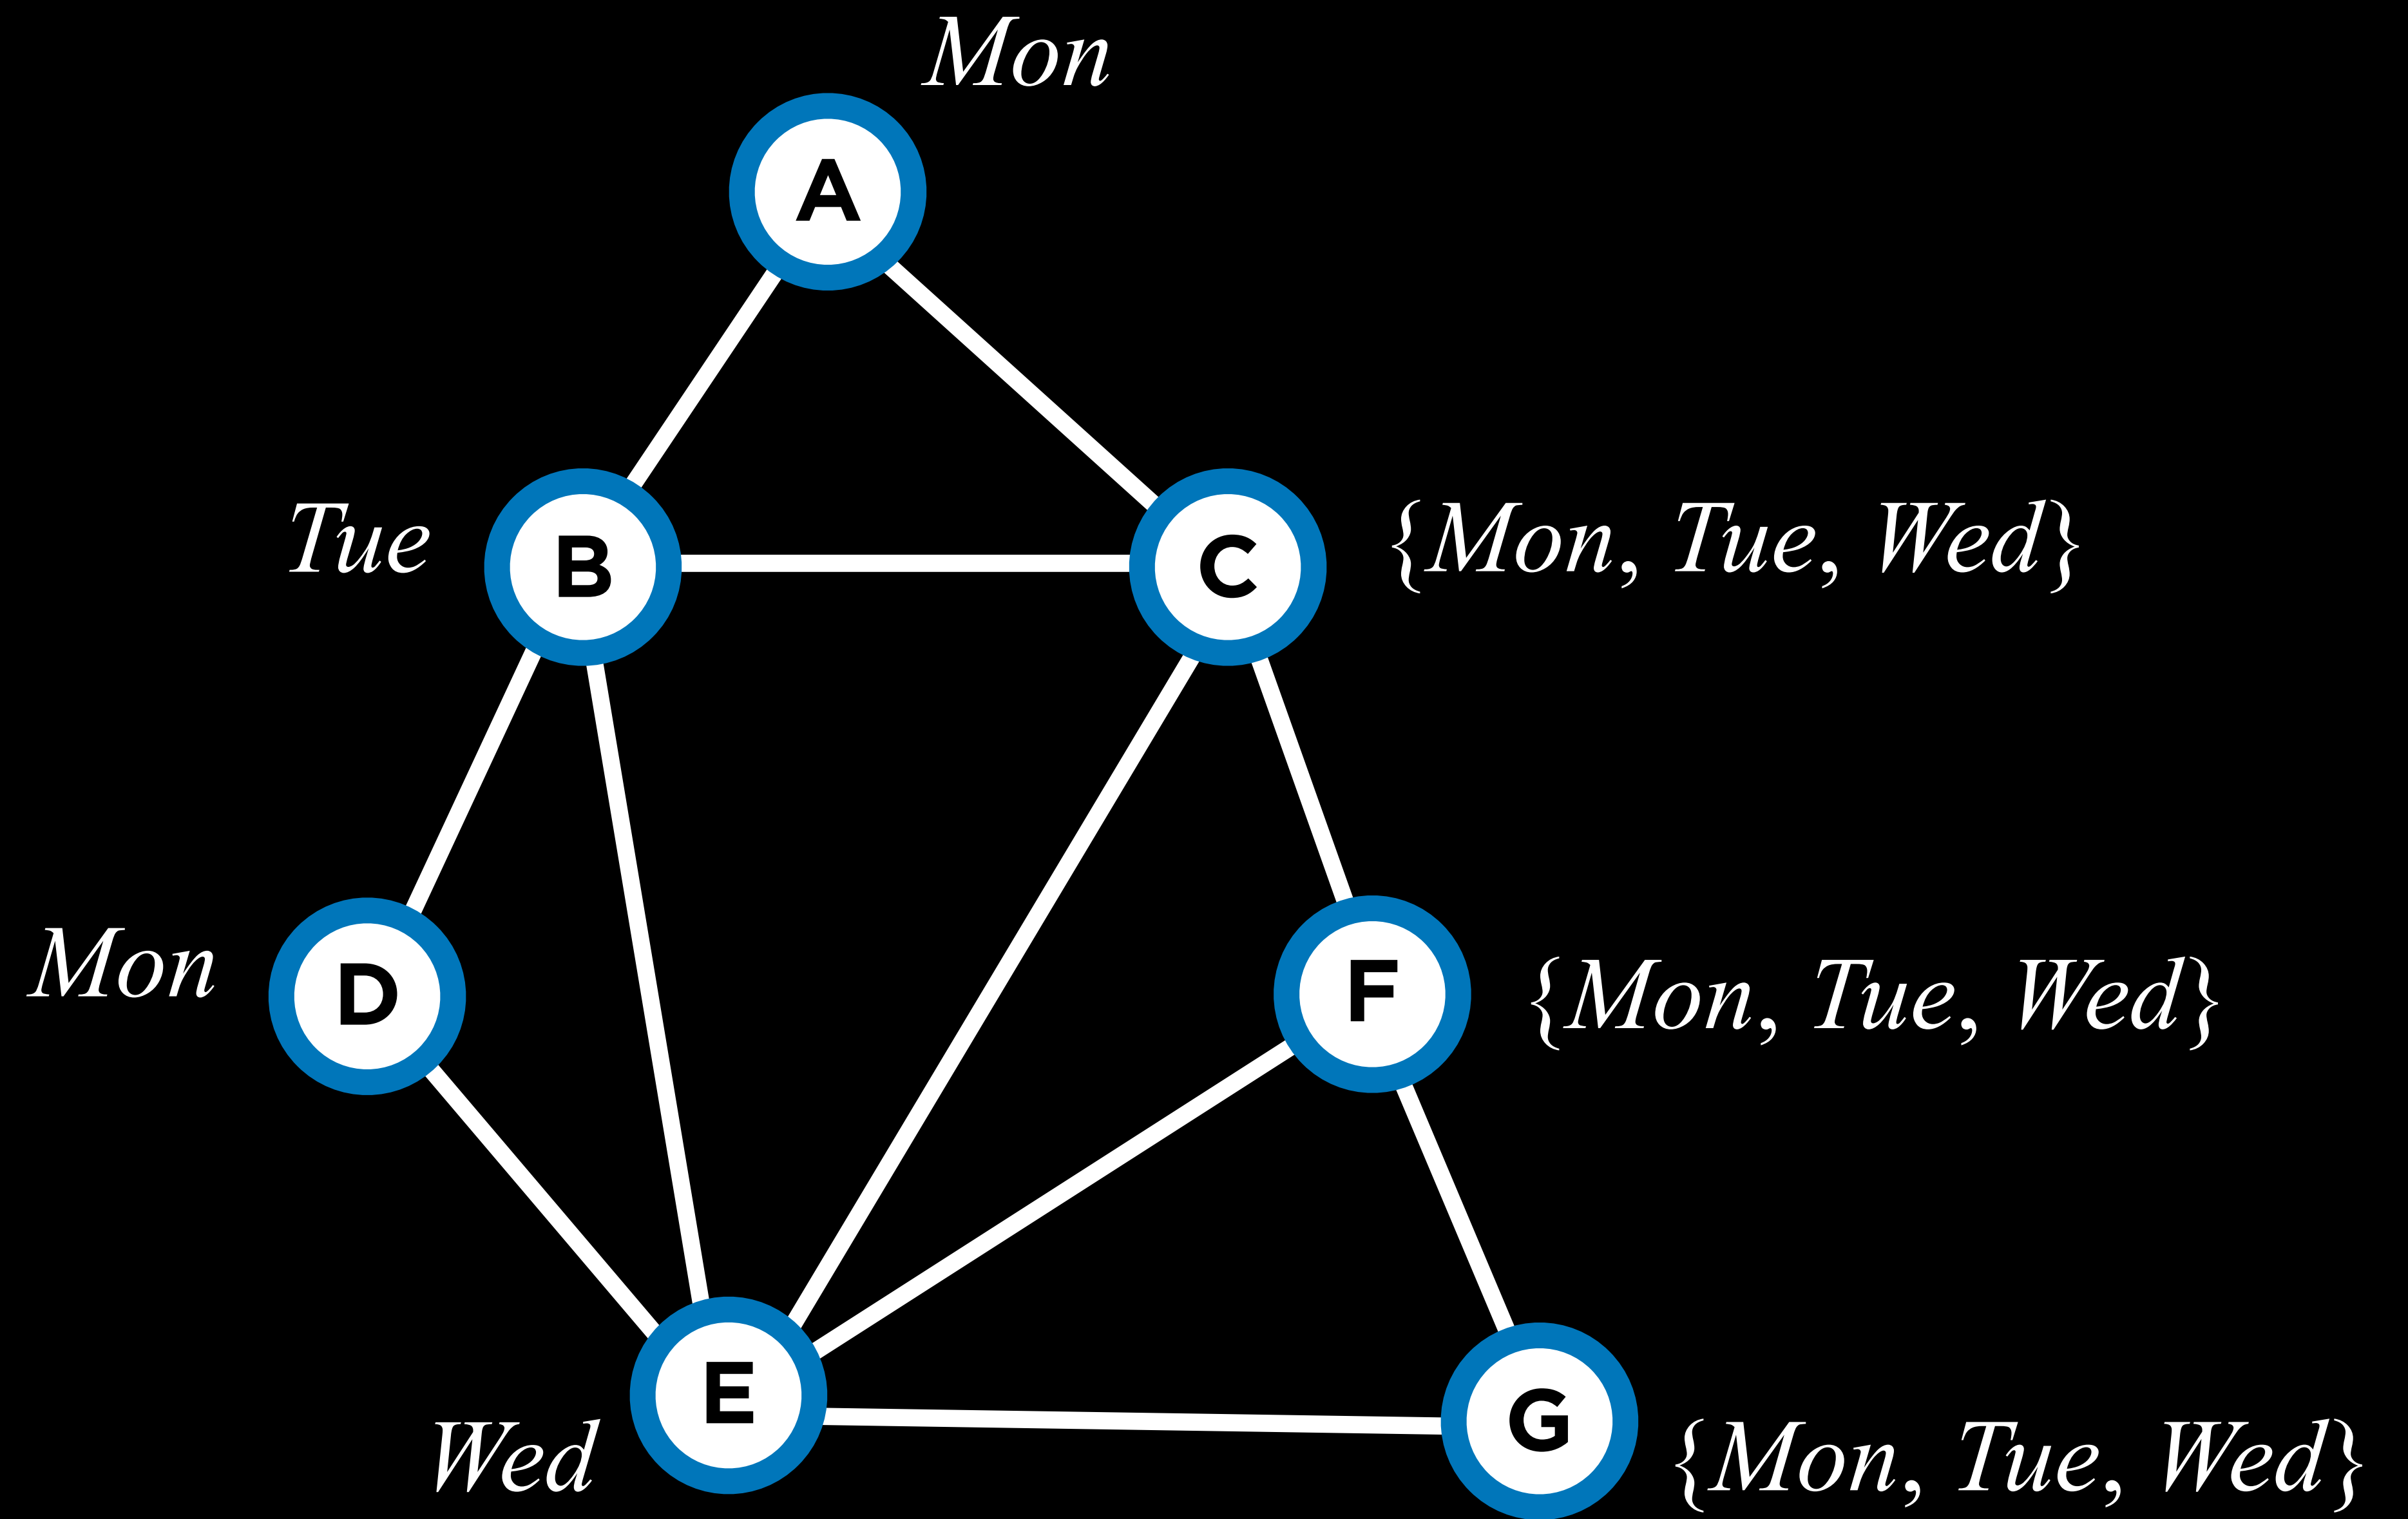 Mon
A
Tue
B
C
{Mon, Tue, Wed}
Mon
D
F
{Mon, Tue, Wed}
E
Wed
G
{Mon, Tue, Wed}